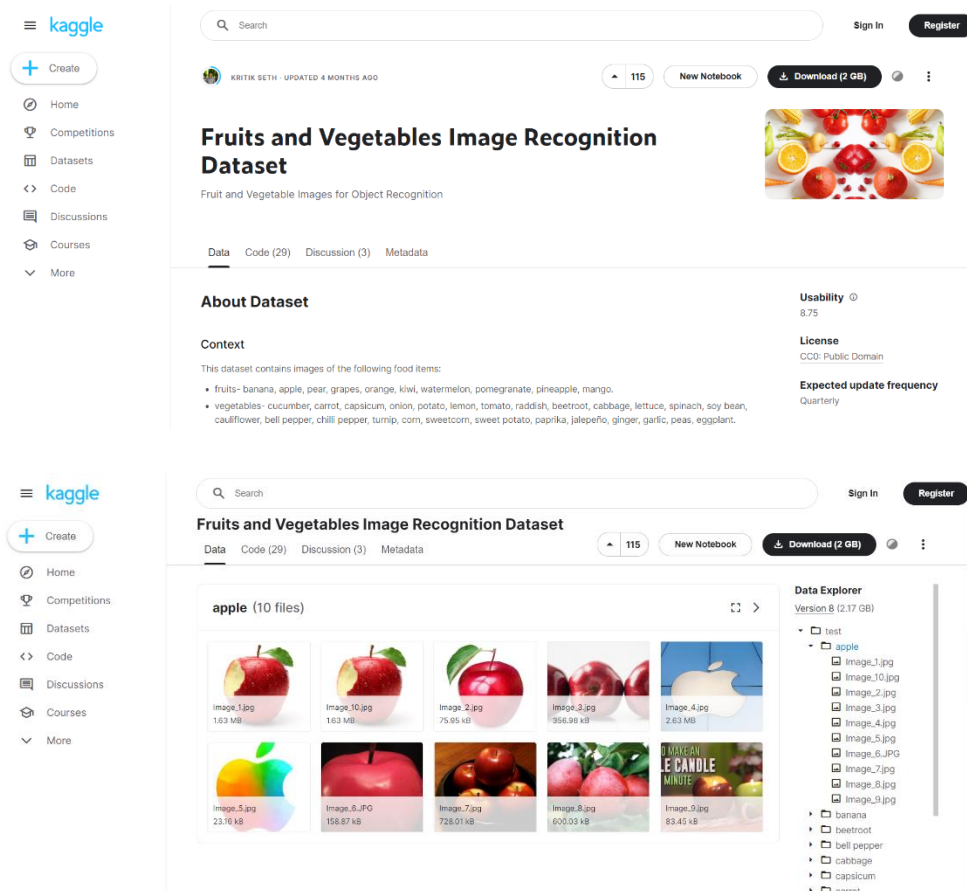 kaggle
Search
Sign In
Register
Create
Home
Competitions
Datasets
Code
Discussions
Courses
More
KRITIK SETH · UPDATED 4 MONTHS AGO
115
New Notebook
Download (2 GB)
Fruits and Vegetables Image Recognition
Dataset
Fruit and Vegetable Images for Object Recognition
Data
Code (29)
Discussion (3)
Metadata
About Dataset
Context
This dataset contains images of the following food items:
• fruits- banana, apple, pear, grapes, orange, kiwi, watermelon, pomegranate, pineapple, mango.
• vegetables- cucumber, carrot, capsicum, onion, potato, lemon, tomato, raddish, beetroot, cabbage, lettuce, spinach, soy bean,
cauliflower, bell pepper, chilli pepper, turnip, corn, sweetcorn, sweet potato, paprika, jalepeño, ginger, garlic, peas, eggplant.
Usability
8.75
License
CC0: Public Domain
Expected update frequency
Quarterly
kaggle
Search
Sign In
Register
Create
Home
Competitions
Datasets
Code
Discussions
Courses
More
Fruits and Vegetables Image Recognition Dataset
Data
Code (29)
Discussion (3)
Metadata
115
New Notebook
Download (2 GB)
apple (10 files)
Image_1.jpg
1.63 MB
Image_10.jpg
1.63 MB
Image_2.jpg
75.95 kB
Image_3.jpg
356.98 kB
Image_4.jpg
2.63 MB
Image_5.jpg
23.16 kB
Image_6.JPG
158.87 kB
Image_7.jpg
728.01 kB
Image_8.jpg
600.03 kB
MAKE AN
LE CANDLE
MINUTE
Image_9.jpg
83.45 kB
Data Explorer
Version 8 (2.17 GB)
test
apple
Image_1.jpg
Image_10.jpg
Image_2.jpg
Image_3.jpg
Image_4.jpg
Image_5.jpg
Image_6.JPG
Image_7.jpg
Image_8.jpg
Image_9.jpg
banana
beetroot
bell pepper
cabbage
capsicum